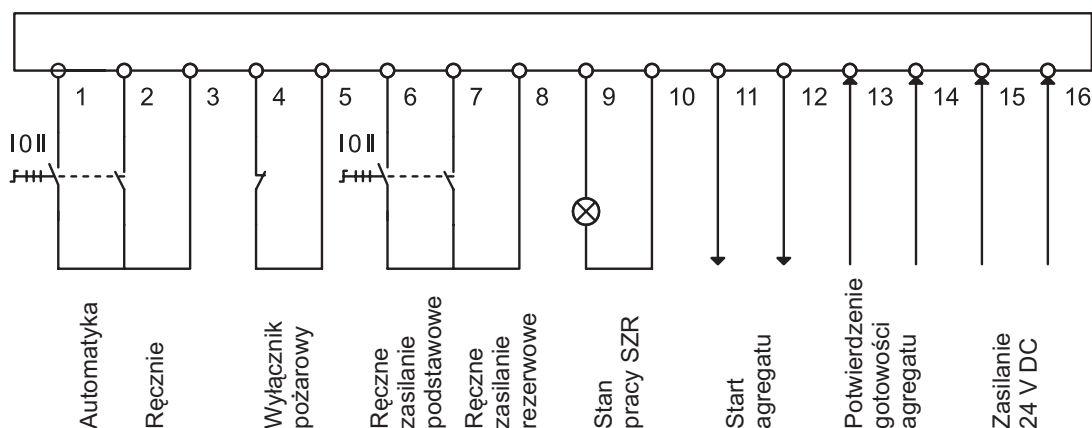 1 2 3 4 5 6 7 8 9 10 11 12 13 14 15 16
I 0 II
I 0 II
Automatyka
Ręcznie
Wyłącznik
pożarowy
Ręczne
zasilanie
podstawowe
Ręczne
zasilanie
rezerwowe
Stan
pracy SZR
Start
agregatu
Potwierdzenie
gotowości
agregatu
Zasilanie
24 V DC